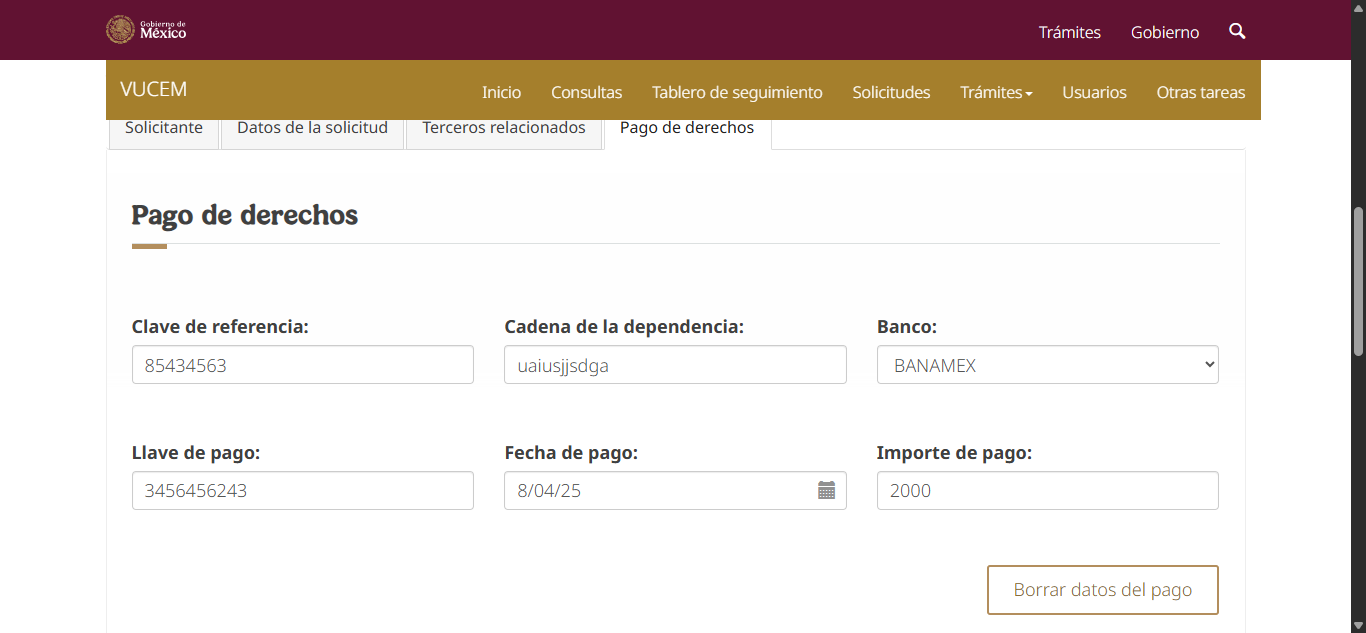 Gobierno de
México
Trámites
Gobierno
VUCEM
Inicio
Consultas
Tablero de seguimiento
Solicitudes
Trámites
Usuarios
Otras tareas
Solicitante
Datos de la solicitud
Terceros relacionados
Pago de derechos
Pago de derechos
Clave de referencia:
Cadena de la dependencia:
Banco:
85434563
uaiusjjsdga
BANAMEX
Llave de pago:
Fecha de pago:
Importe de pago:
3456456243
8/04/25
2000
Borrar datos del pago